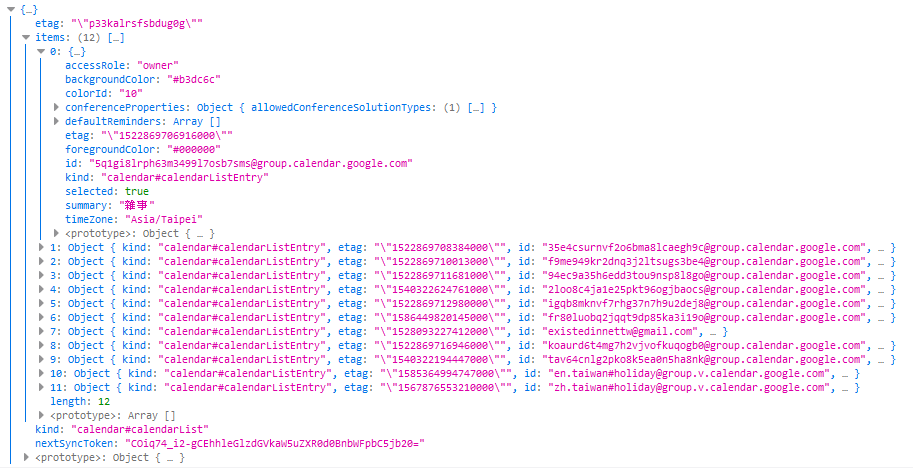 {…}
etag: "\"p33kalrsfsbdug0g\""
items: (12) […]
0: {…}
accessRole: "owner"
backgroundColor: "#b3dc6c"
colorId: "10"
conferenceProperties: Object { allowedConferenceSolutionTypes: (1) […] }
defaultReminders: Array []
etag: "\"1522869706916000\""
foregroundColor: "#000000"
id: "5q1gi8lrph63m3499l7osb7sms@group.calendar.google.com"
kind: "calendar#calendarListEntry"
selected: true
summary: "雜事"
timeZone: "Asia/Taipei"
<prototype>: Object { … }
1: Object { kind: "calendar#calendarListEntry", etag: "\"1522869708384000\"", id: "35e4csurnvf2o6bma8lcaegh9c@group.calendar.google.com", … }
2: Object { kind: "calendar#calendarListEntry", etag: "\"1522869710013000\"", id: "f9me949kr2dnq3j2ltsugs3be4@group.calendar.google.com", … }
3: Object { kind: "calendar#calendarListEntry", etag: "\"1522869711681000\"", id: "94ec9a35h6edd3tou9nsp8l8go@group.calendar.google.com", … }
4: Object { kind: "calendar#calendarListEntry", etag: "\"1540322624761000\"", id: "2loo8c4ja1e25pkt96ogjbaocs@group.calendar.google.com", … }
5: Object { kind: "calendar#calendarListEntry", etag: "\"1522869712980000\"", id: "igqb8mknvf7rhg37n7h9u2dej8@group.calendar.google.com", … }
6: Object { kind: "calendar#calendarListEntry", etag: "\"1586449820145000\"", id: "fr80luobq2jqqt9dp85ka3i19o@group.calendar.google.com", … }
7: Object { kind: "calendar#calendarListEntry", etag: "\"1528093227412000\"", id: "existedinnettw@gmail.com", … }
8: Object { kind: "calendar#calendarListEntry", etag: "\"1522869716946000\"", id: "koaurd6t4mg7h2vjvofkuqogb0@group.calendar.google.com", … }
9: Object { kind: "calendar#calendarListEntry", etag: "\"1540322194447000\"", id: "tav64cnlg2pko8k5ea0n5ha8nk@group.calendar.google.com", … }
10: Object { kind: "calendar#calendarListEntry", etag: "\"1585364994747000\"", id: "en.taiwan#holiday@group.v.calendar.google.com", … }
11: Object { kind: "calendar#calendarListEntry", etag: "\"1567876553210000\"", id: "zh.taiwan#holiday@group.v.calendar.google.com", … }
length: 12
<prototype>: Array []
kind: "calendar#calendarList"
nextSyncToken: "COiq74_i2-gCEhhleGlzdGVkaW5uZXR0d0BnbWFpbC5jb20="
<prototype>: Object { … }